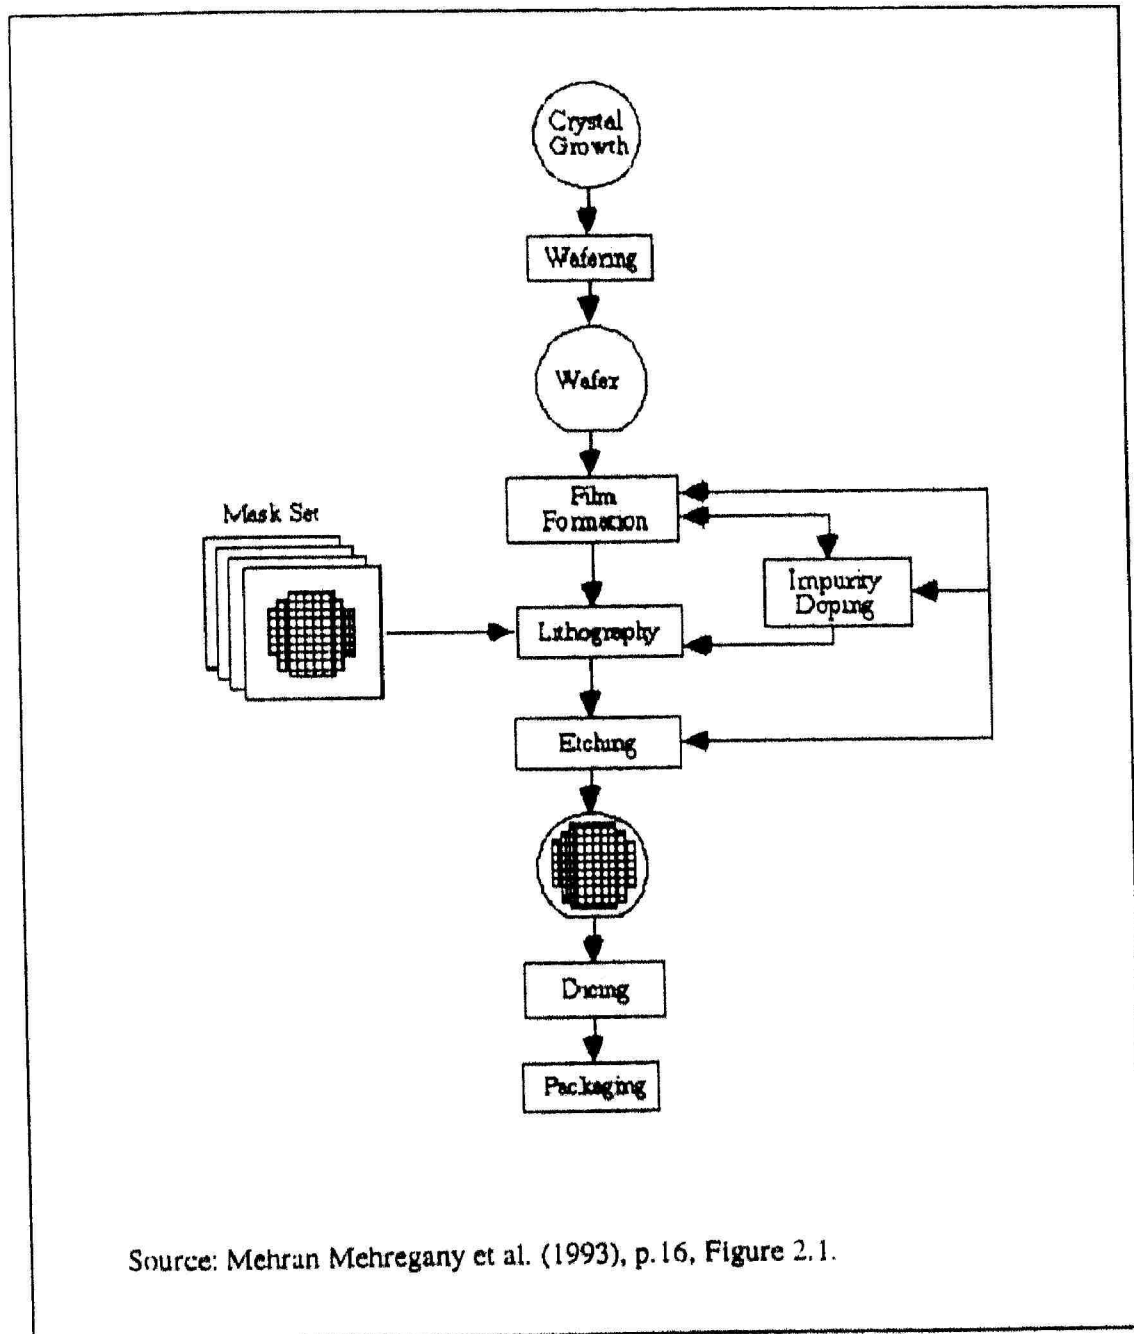 Crystal
Growth
Wafering
Wafer
Film
Formation
Mask Set
Impurity
Doping
Lithography
Etching
Dicing
Packaging
Source: Mehran Mehregany et al. (1993), p.16, Figure 2.1.